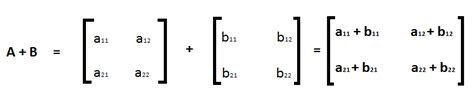 a₁₁ a₁₂ b₁₁ b₁₂ a₁₁ + b₁₁ a₁₂ + b₁₂
A + B = + =
a₂₁ a₂₂ b₂₁ b₂₂ a₂₁ + b₂₁ a₂₂ + b₂₂